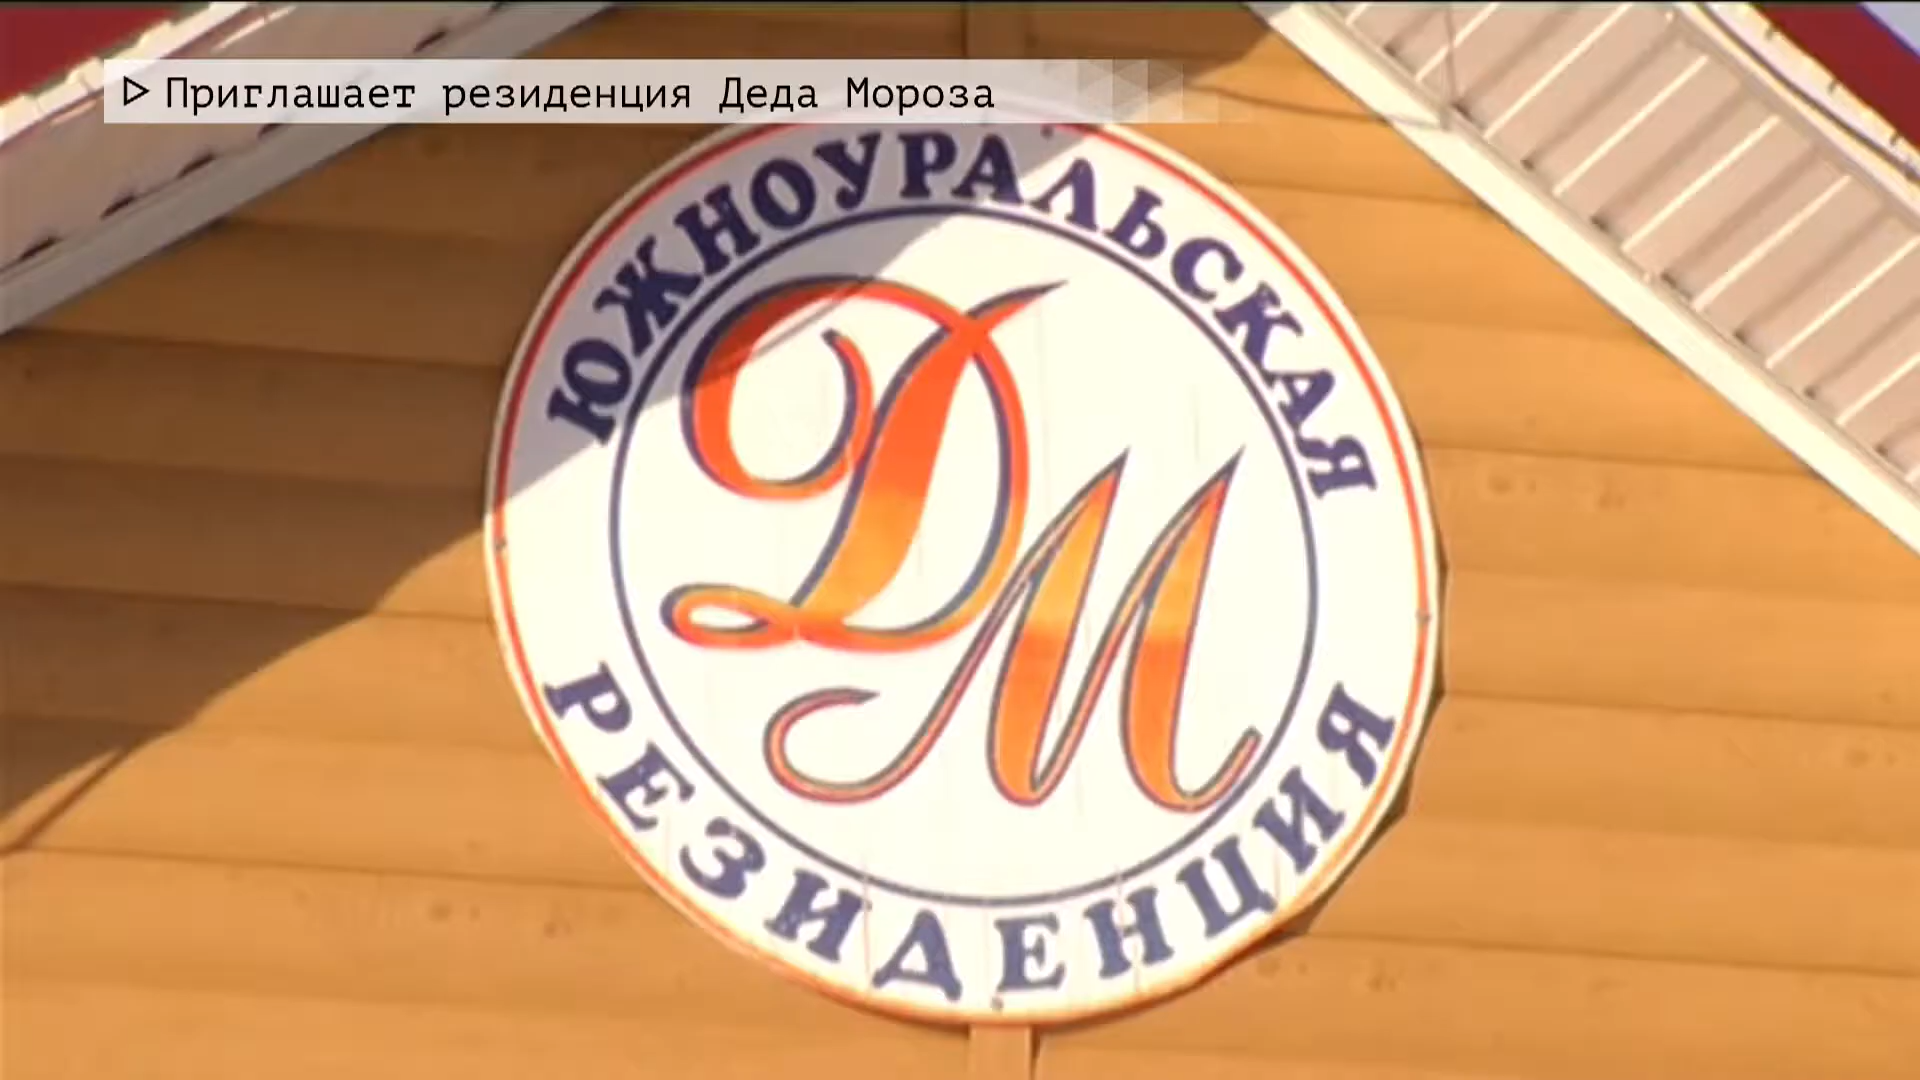 Приглашает резиденция Деда Мороза
ЮЖНОУРАЛЬСКАЯ
ДМ
РЕЗИДЕНЦИЯ